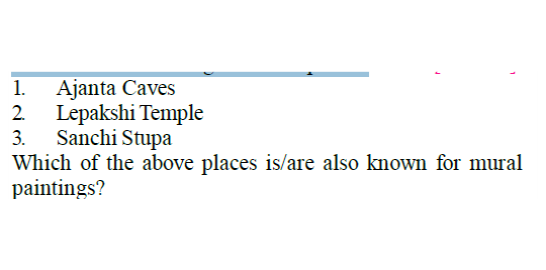 1. Ajanta Caves
2. Lepakshi Temple
3. Sanchi Stupa
Which of the above places is/are also known for mural
paintings?